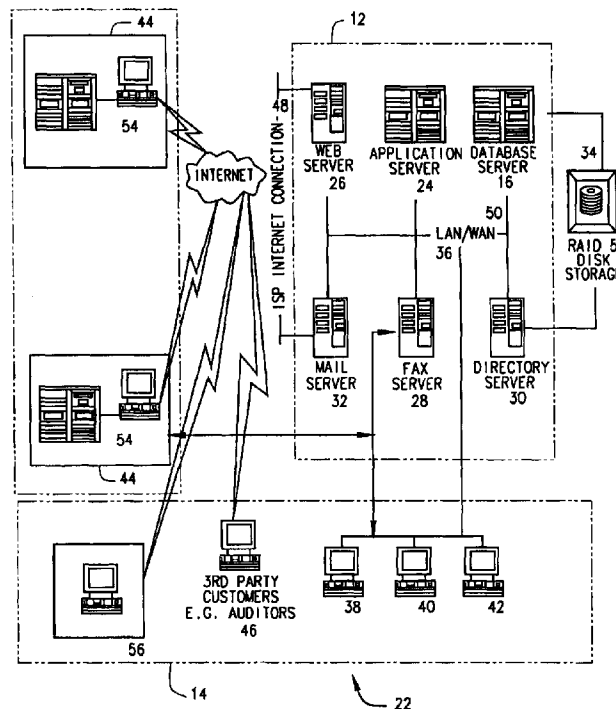 44
12
54
INTERNET
ISP INTERNET CONNECTION-48
WEB
SERVER
26
APPLICATION
SERVER
24
DATABASE
SERVER
16
34
RAID 5
DISK
STORAGE
50
LAN/WAN
36
MAIL
SERVER
32
FAX
SERVER
28
DIRECTORY
SERVER
30
54
44
3RD PARTY
CUSTOMERS
E.G. AUDITORS
46
38
40
42
56
14
22